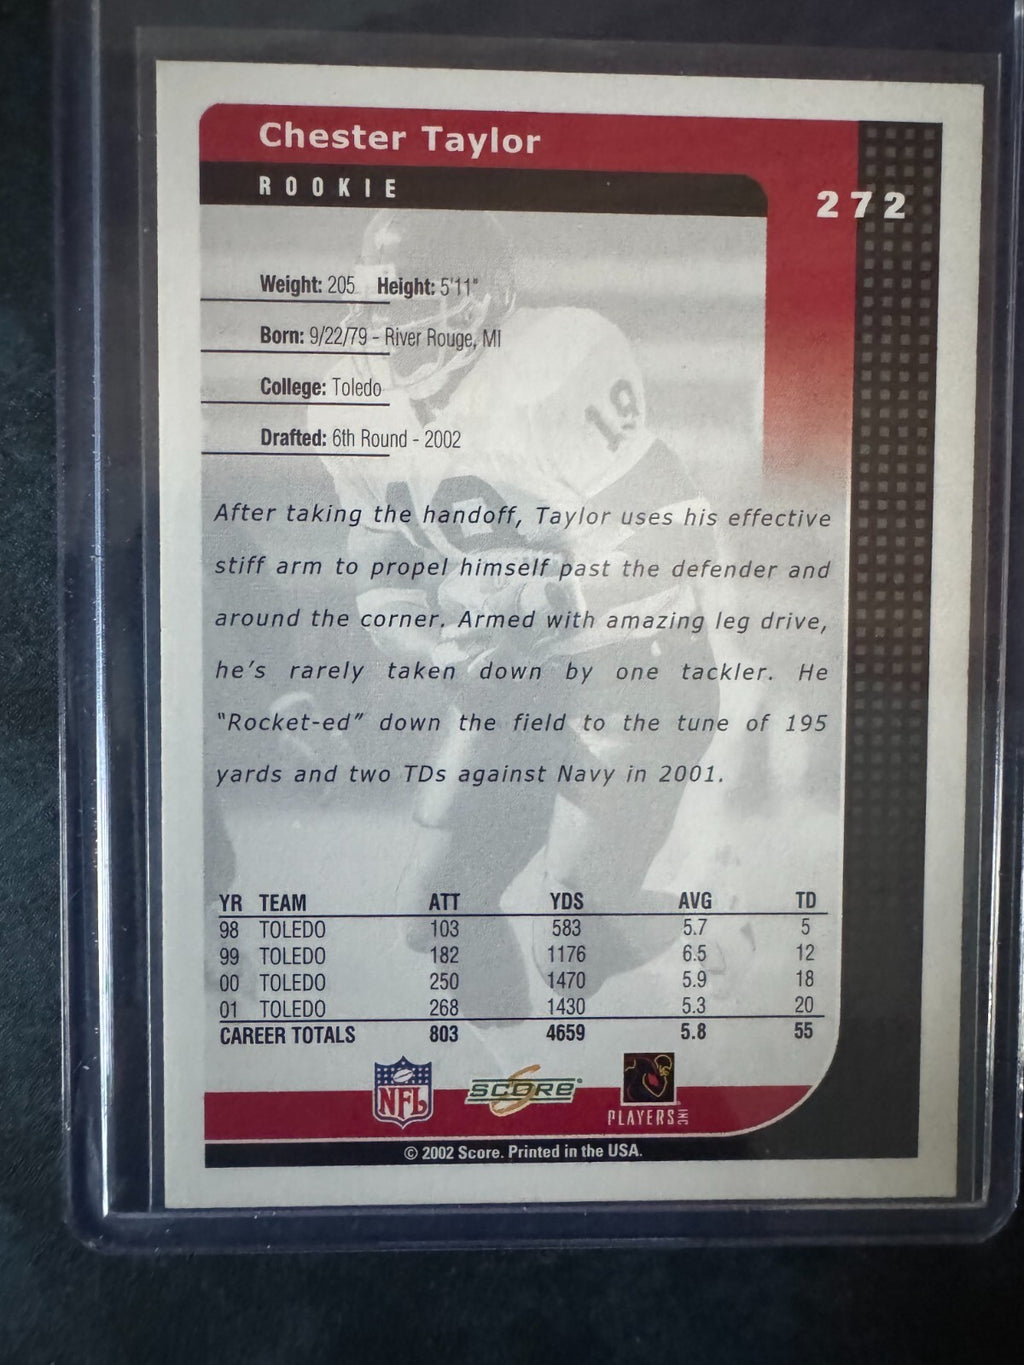 Chester Taylor
ROOKIE
272
Weight: 205 Height: 5'11"
Born: 9/22/79 - River Rouge, MI
College: Toledo
Drafted: 6th Round - 2002
19
After taking the handoff, Taylor uses his effective
stiff arm to propel himself past the defender and
around the corner. Armed with amazing leg drive,
he's rarely taken down by one tackler. He
"Rocket-ed" down the field to the tune of 195
yards and two TDs against Navy in 2001.
YR TEAM ATT YDS AVG TD
98 TOLEDO 103 583 5.7 5
99 TOLEDO 182 1176 6.5 12
00 TOLEDO 250 1470 5.9 18
01 TOLEDO 268 1430 5.3 20
CAREER TOTALS 803 4659 5.8 55
NFL SCORE PLAYERS INC
© 2002 Score. Printed in the USA.